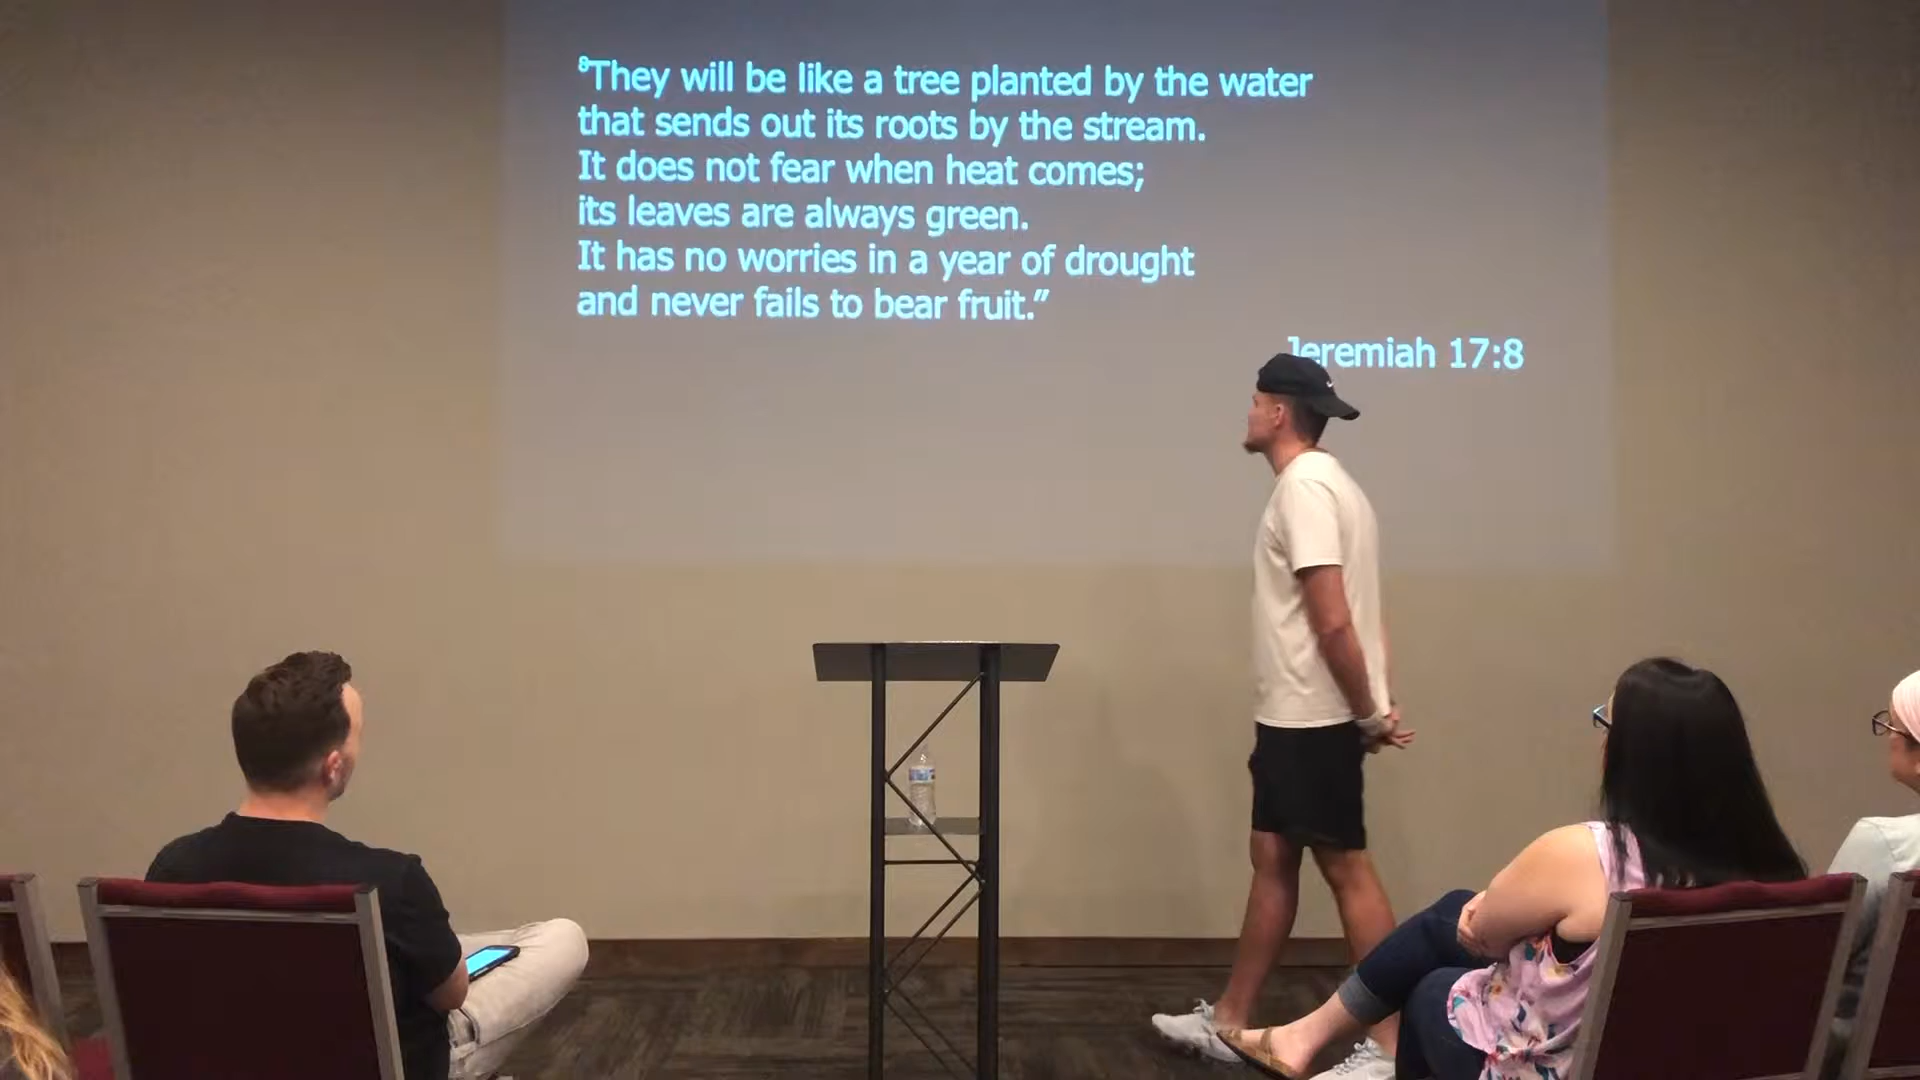 ⁸They will be like a tree planted by the water
that sends out its roots by the stream.
It does not fear when heat comes;
its leaves are always green.
It has no worries in a year of drought
and never fails to bear fruit.”
Jeremiah 17:8